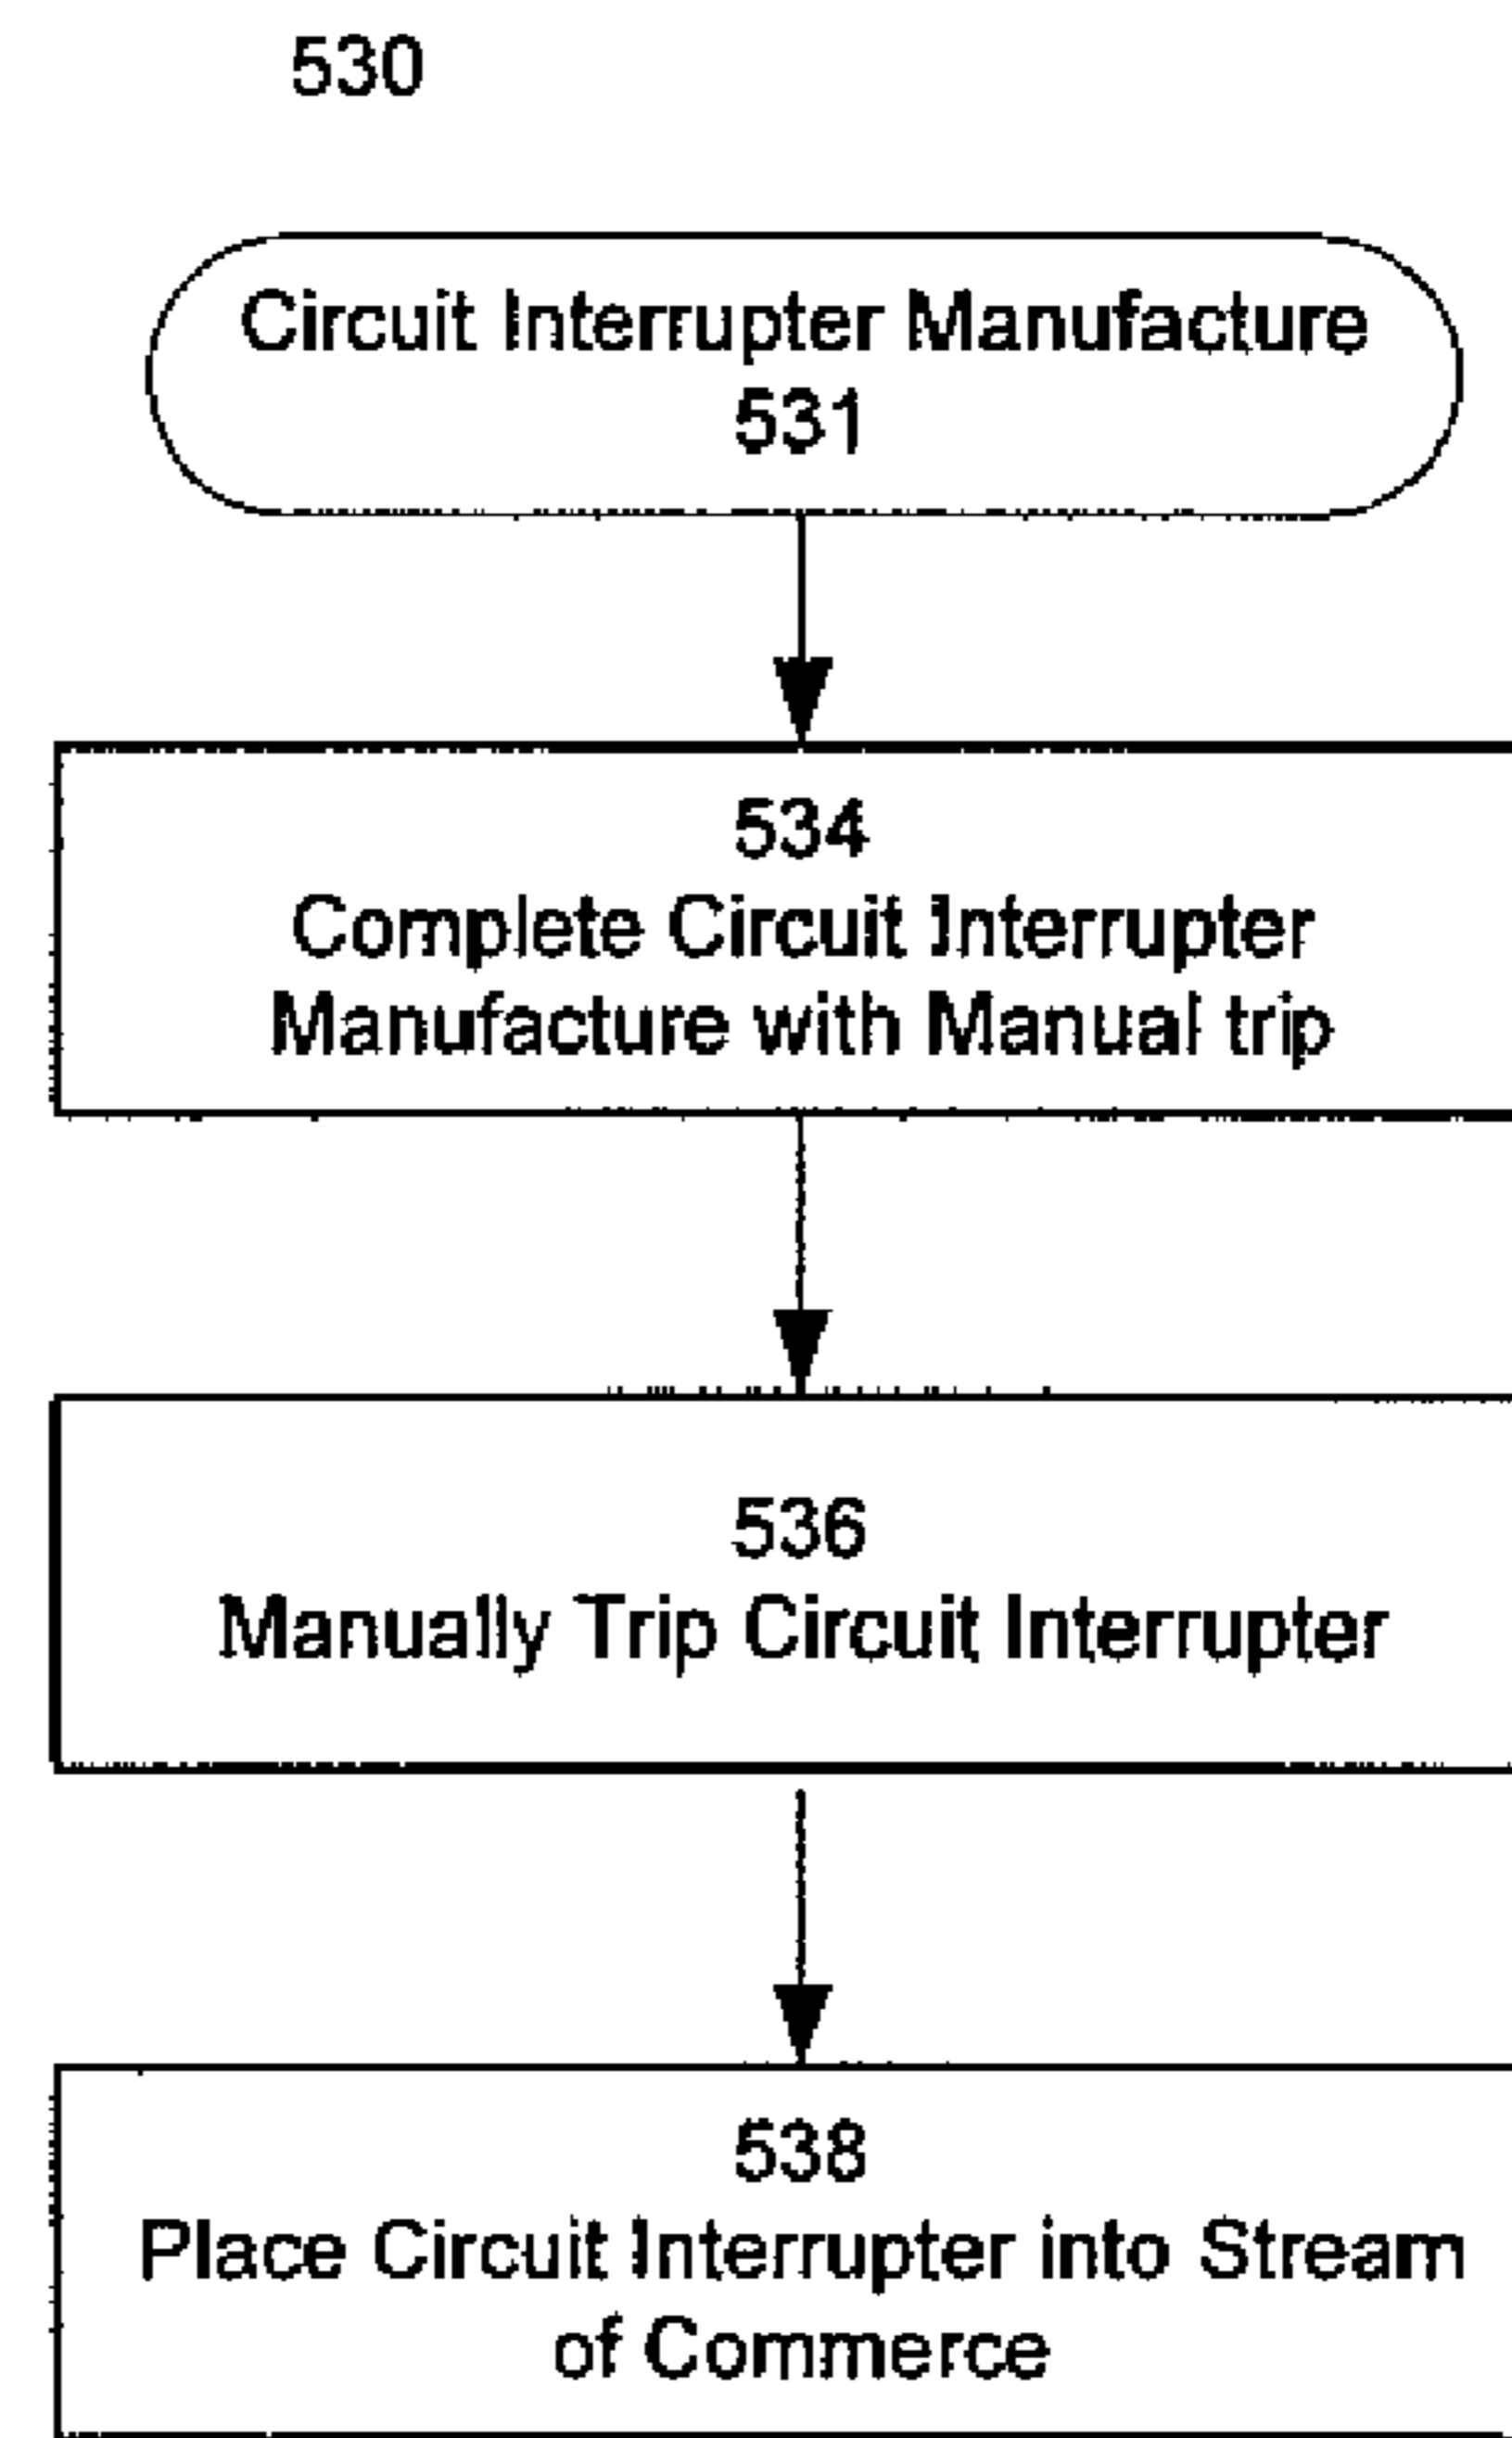 530
Circuit Interrupter Manufacture
531
534
Complete Circuit Interrupter
Manufacture with Manual trip
536
Manually Trip Circuit Interrupter
538
Place Circuit Interrupter into Stream
of Commerce